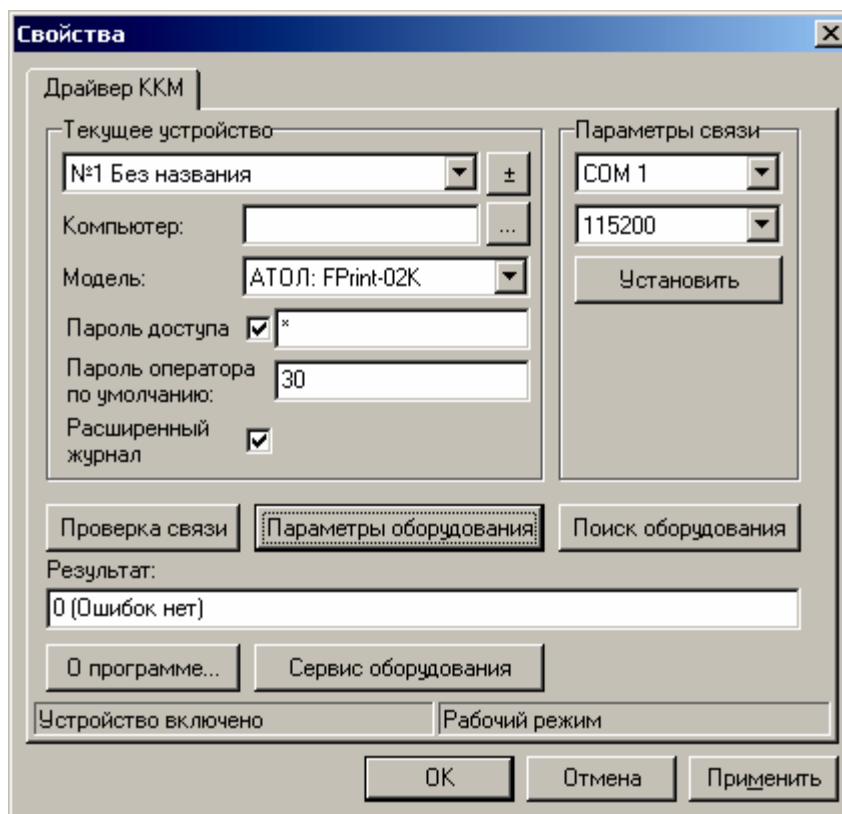 Свойства
Драйвер ККМ
Текущее устройство
Параметры связи
№1 Без названия
±
COM 1
Компьютер:
...
115200
Модель:
АТОЛ: FPrint-02K
Установить
Пароль доступа
*
Пароль оператора
по умолчанию:
30
Расширенный
журнал
Проверка связи
Параметры оборудования
Поиск оборудования
Результат:
0 (Ошибок нет)
О программе...
Сервис оборудования
Устройство включено
Рабочий режим
OK
Отмена
Применить